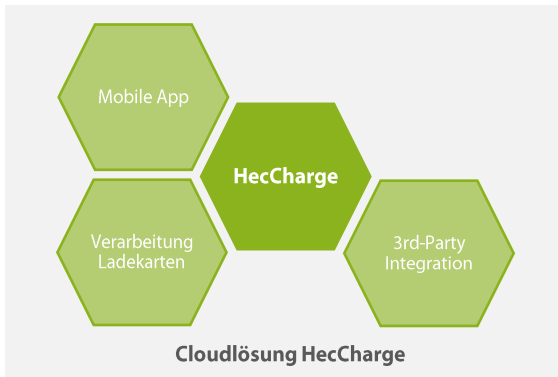 Mobile App
HecCharge
Verarbeitung
Ladekarten
3rd-Party
Integration
Cloudlösung HecCharge